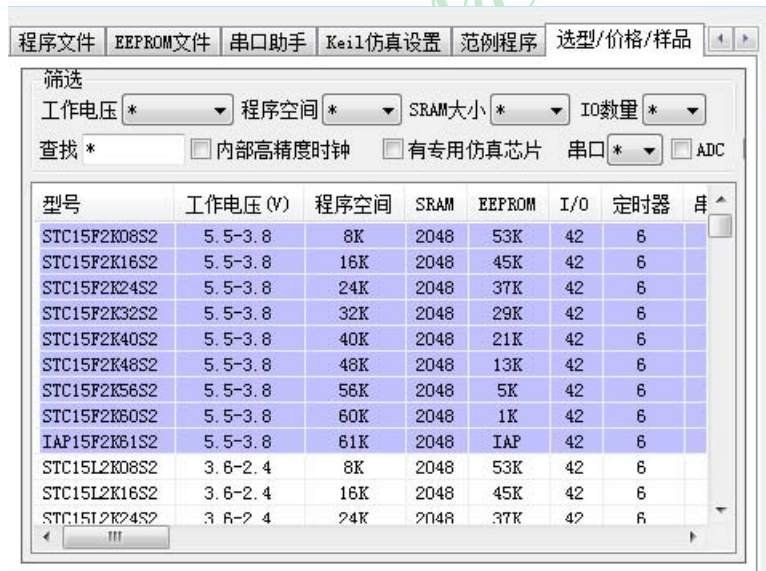 程序文件 EEPROM文件 串口助手 Keil仿真设置 范例程序 选型/价格/样品
筛选
工作电压 * 程序空间 * SRAM大小 * IO数量 *
查找 * 内部高精度时钟 有专用仿真芯片 串口 * ADC
型号 工作电压(V) 程序空间 SRAM EEPROM I/O 定时器 串
STC15F2K08S2 5.5-3.8 8K 2048 53K 42 6
STC15F2K16S2 5.5-3.8 16K 2048 45K 42 6
STC15F2K24S2 5.5-3.8 24K 2048 37K 42 6
STC15F2K32S2 5.5-3.8 32K 2048 29K 42 6
STC15F2K40S2 5.5-3.8 40K 2048 21K 42 6
STC15F2K48S2 5.5-3.8 48K 2048 13K 42 6
STC15F2K56S2 5.5-3.8 56K 2048 5K 42 6
STC15F2K60S2 5.5-3.8 60K 2048 1K 42 6
IAP15F2K61S2 5.5-3.8 61K 2048 IAP 42 6
STC15L2K08S2 3.6-2.4 8K 2048 53K 42 6
STC15L2K16S2 3.6-2.4 16K 2048 45K 42 6
STC15L2K24S2 3.6-2.4 24K 2048 37K 42 6